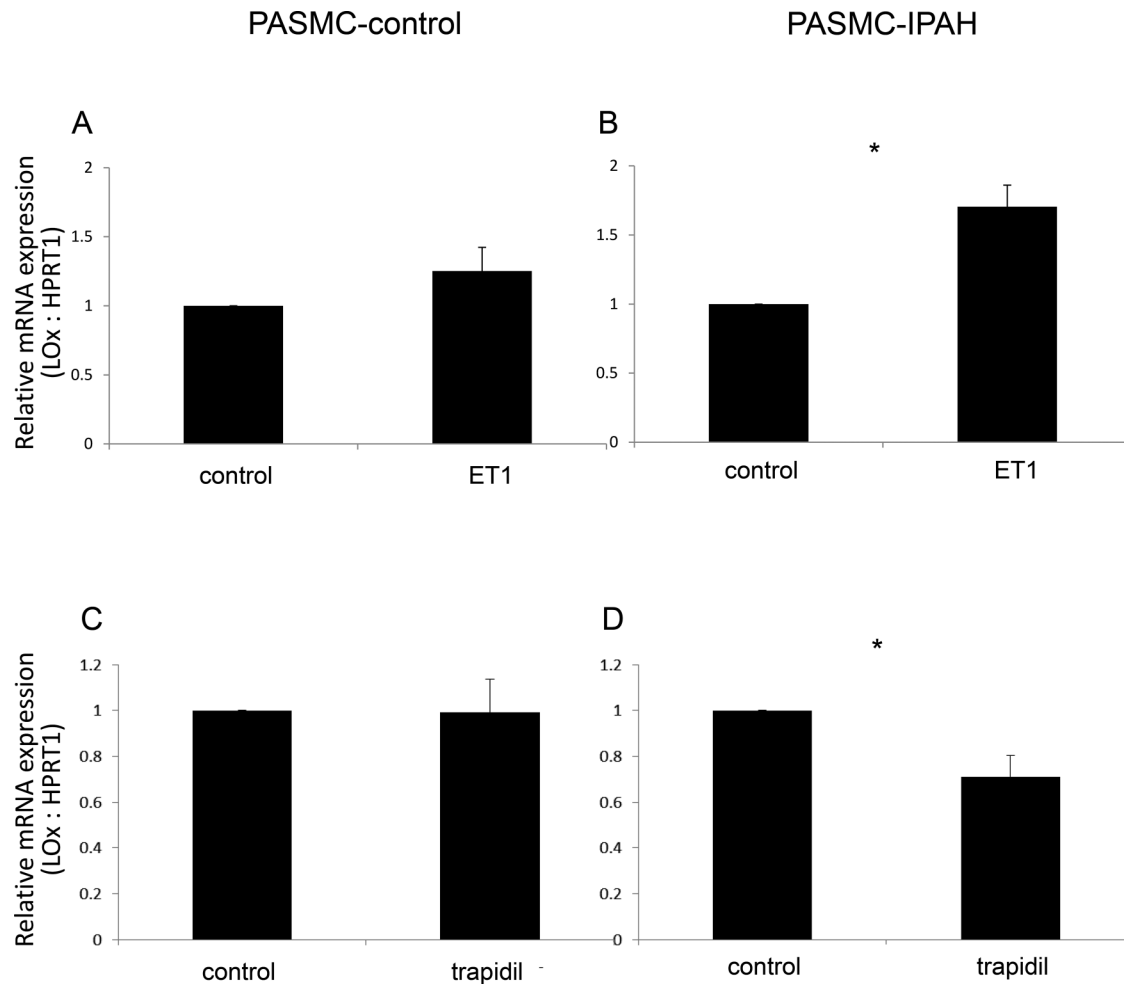 PASMC-control PASMC-IPAH
A
B
*
Relative mRNA expression
(LOx : HPRT1)
2
1.5
1
0.5
0
control ET1
2
1.5
1
0.5
0
control ET1
C
D
*
Relative mRNA expression
(LOx : HPRT1)
1.2
1
0.8
0.6
0.4
0.2
0
control trapidil -
1.2
1
0.8
0.6
0.4
0.2
0
control trapidil